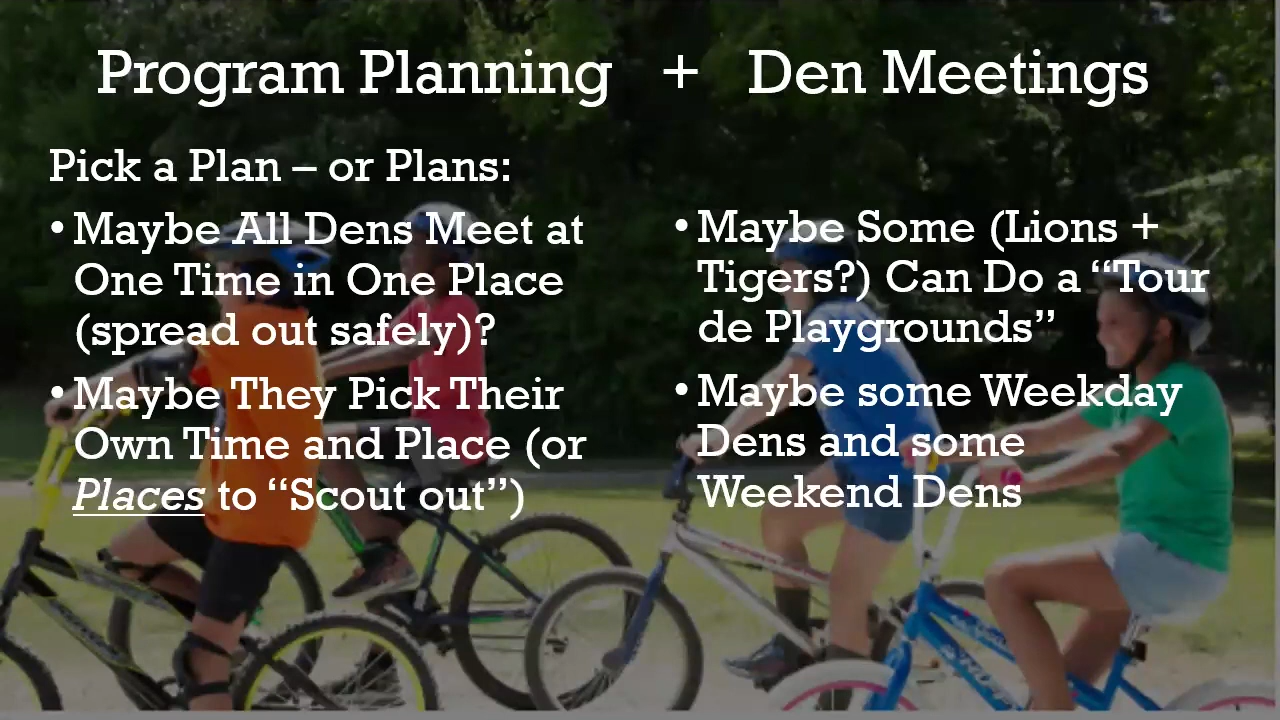 Program Planning + Den Meetings
Pick a Plan – or Plans:
• Maybe All Dens Meet at
One Time in One Place
(spread out safely)?
• Maybe They Pick Their
Own Time and Place (or
Places to “Scout out”)
• Maybe Some (Lions +
Tigers?) Can Do a “Tour
de Playgrounds”
• Maybe some Weekday
Dens and some
Weekend Dens